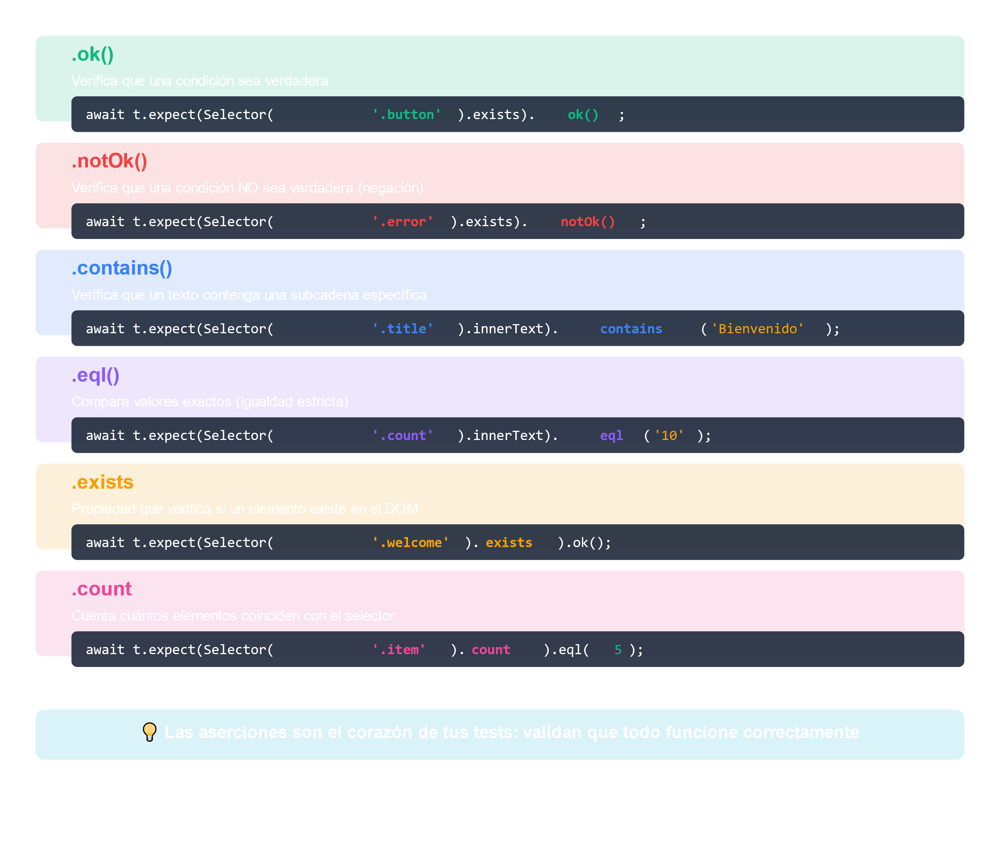 .ok()
Verifica que una condición sea verdadera
await t.expect(Selector( '.button' ).exists). ok() ;
.notOk()
Verifica que una condición NO sea verdadera (negación)
await t.expect(Selector( '.error' ).exists). notOk() ;
.contains()
Verifica que un texto contenga una subcadena específica
await t.expect(Selector( '.title' ).innerText). contains ( 'Bienvenido' );
.eql()
Compara valores exactos (igualdad estricta)
await t.expect(Selector( '.count' ).innerText). eql ( '10' );
.exists
Propiedad que verifica si un elemento existe en el DOM
await t.expect(Selector( '.welcome' ). exists ).ok();
.count
Cuenta cuántos elementos coinciden con el selector
await t.expect(Selector( '.item' ). count ).eql( 5 );
💡 Las aserciones son el corazón de tus tests: validan que todo funcione correctamente